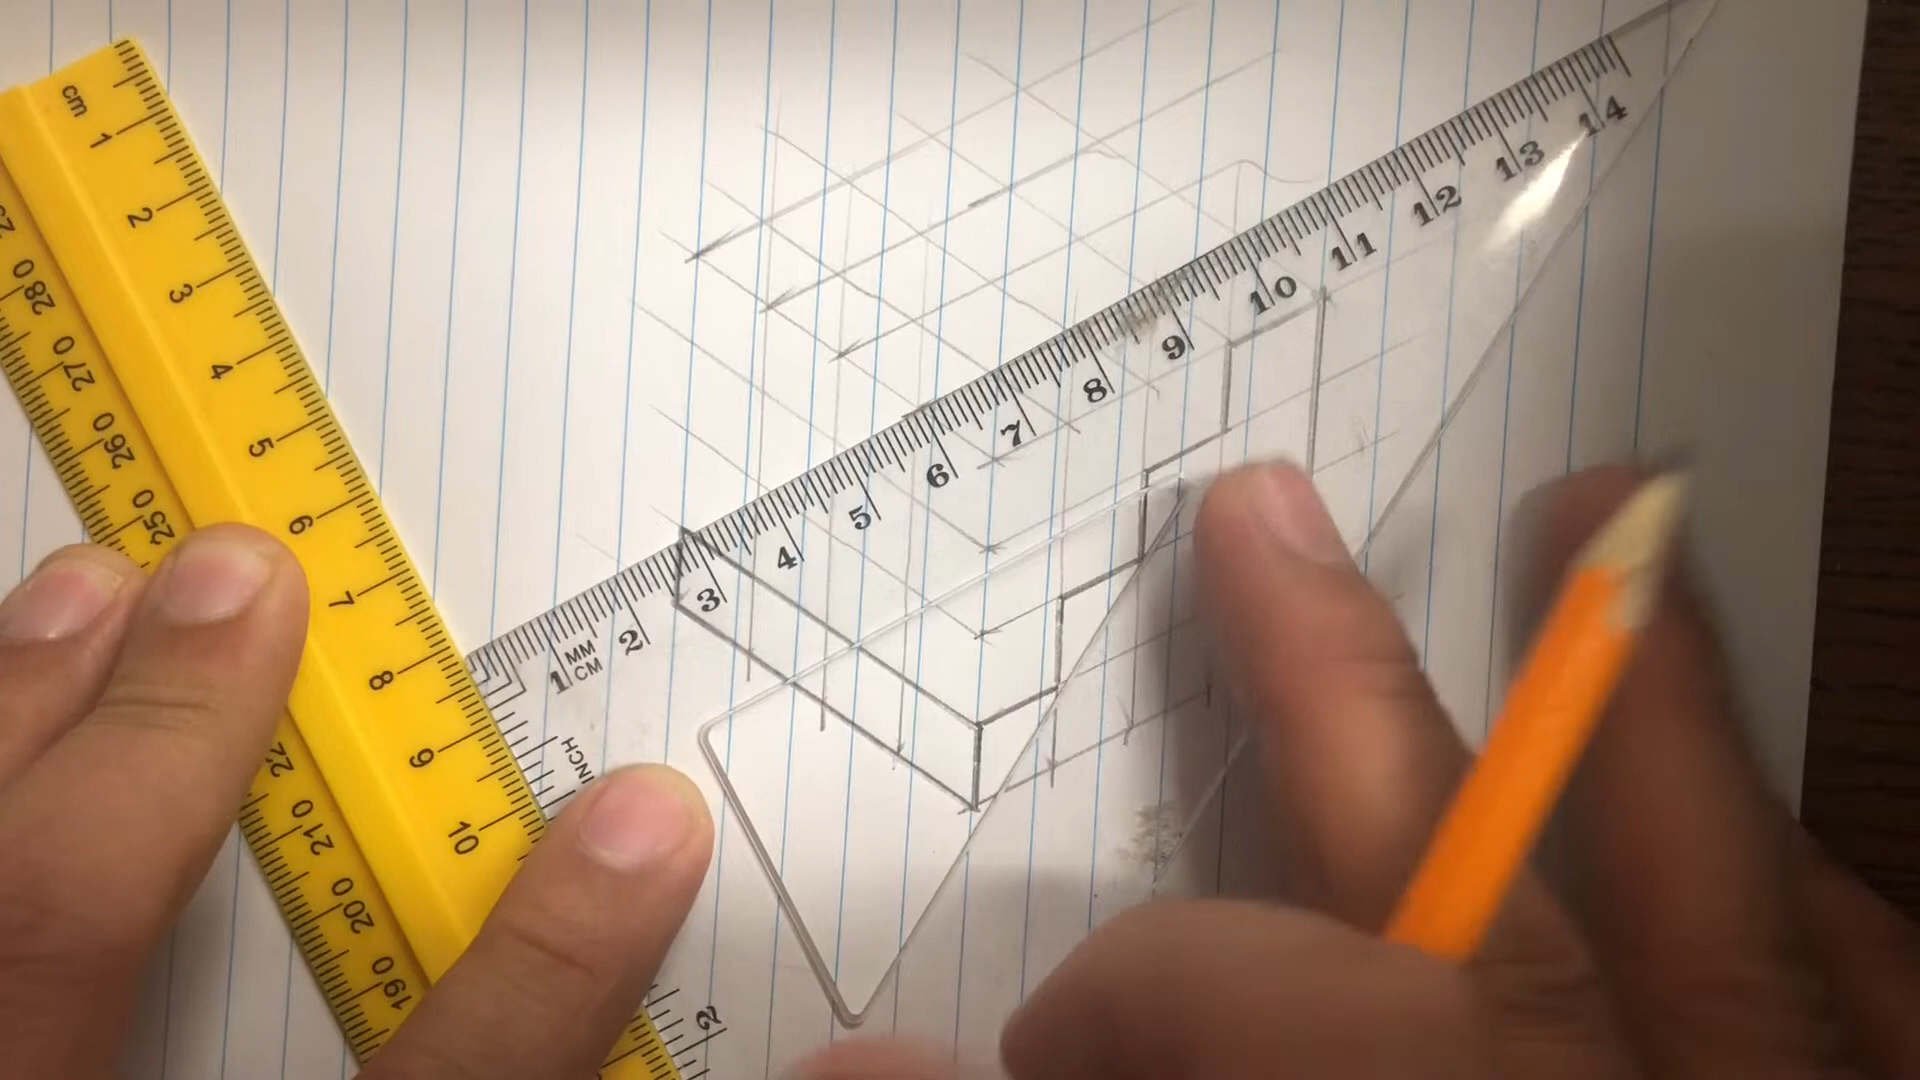 cm 1 2 3 4 5 6 7 8 9 10
280 270 260 250
210 200 190
1 2 3 4 5 6 7 8 9 10 11 12 13 14
MM
CM
INCH
2